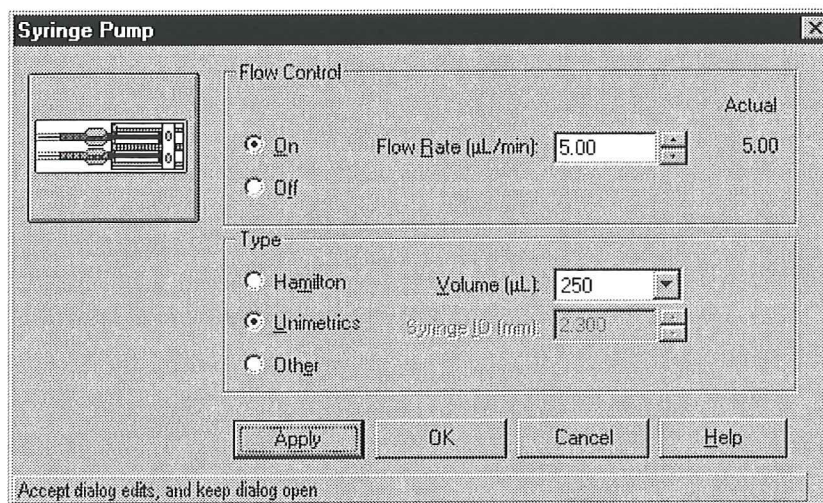 Syringe Pump
Flow Control
Actual
On Flow Rate (µL/min): 5.00 5.00
Off
Type
Hamilton Volume (µL): 250
Unimetrics Syringe ID (mm): 2.300
Other
Apply OK Cancel Help
Accept dialog edits, and keep dialog open